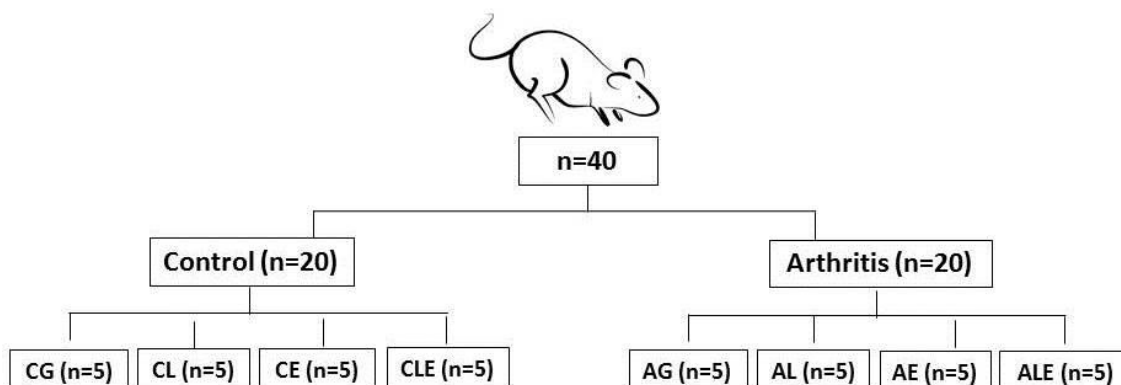 n=40
Control (n=20)
Arthritis (n=20)
CG (n=5)
CL (n=5)
CE (n=5)
CLE (n=5)
AG (n=5)
AL (n=5)
AE (n=5)
ALE (n=5)